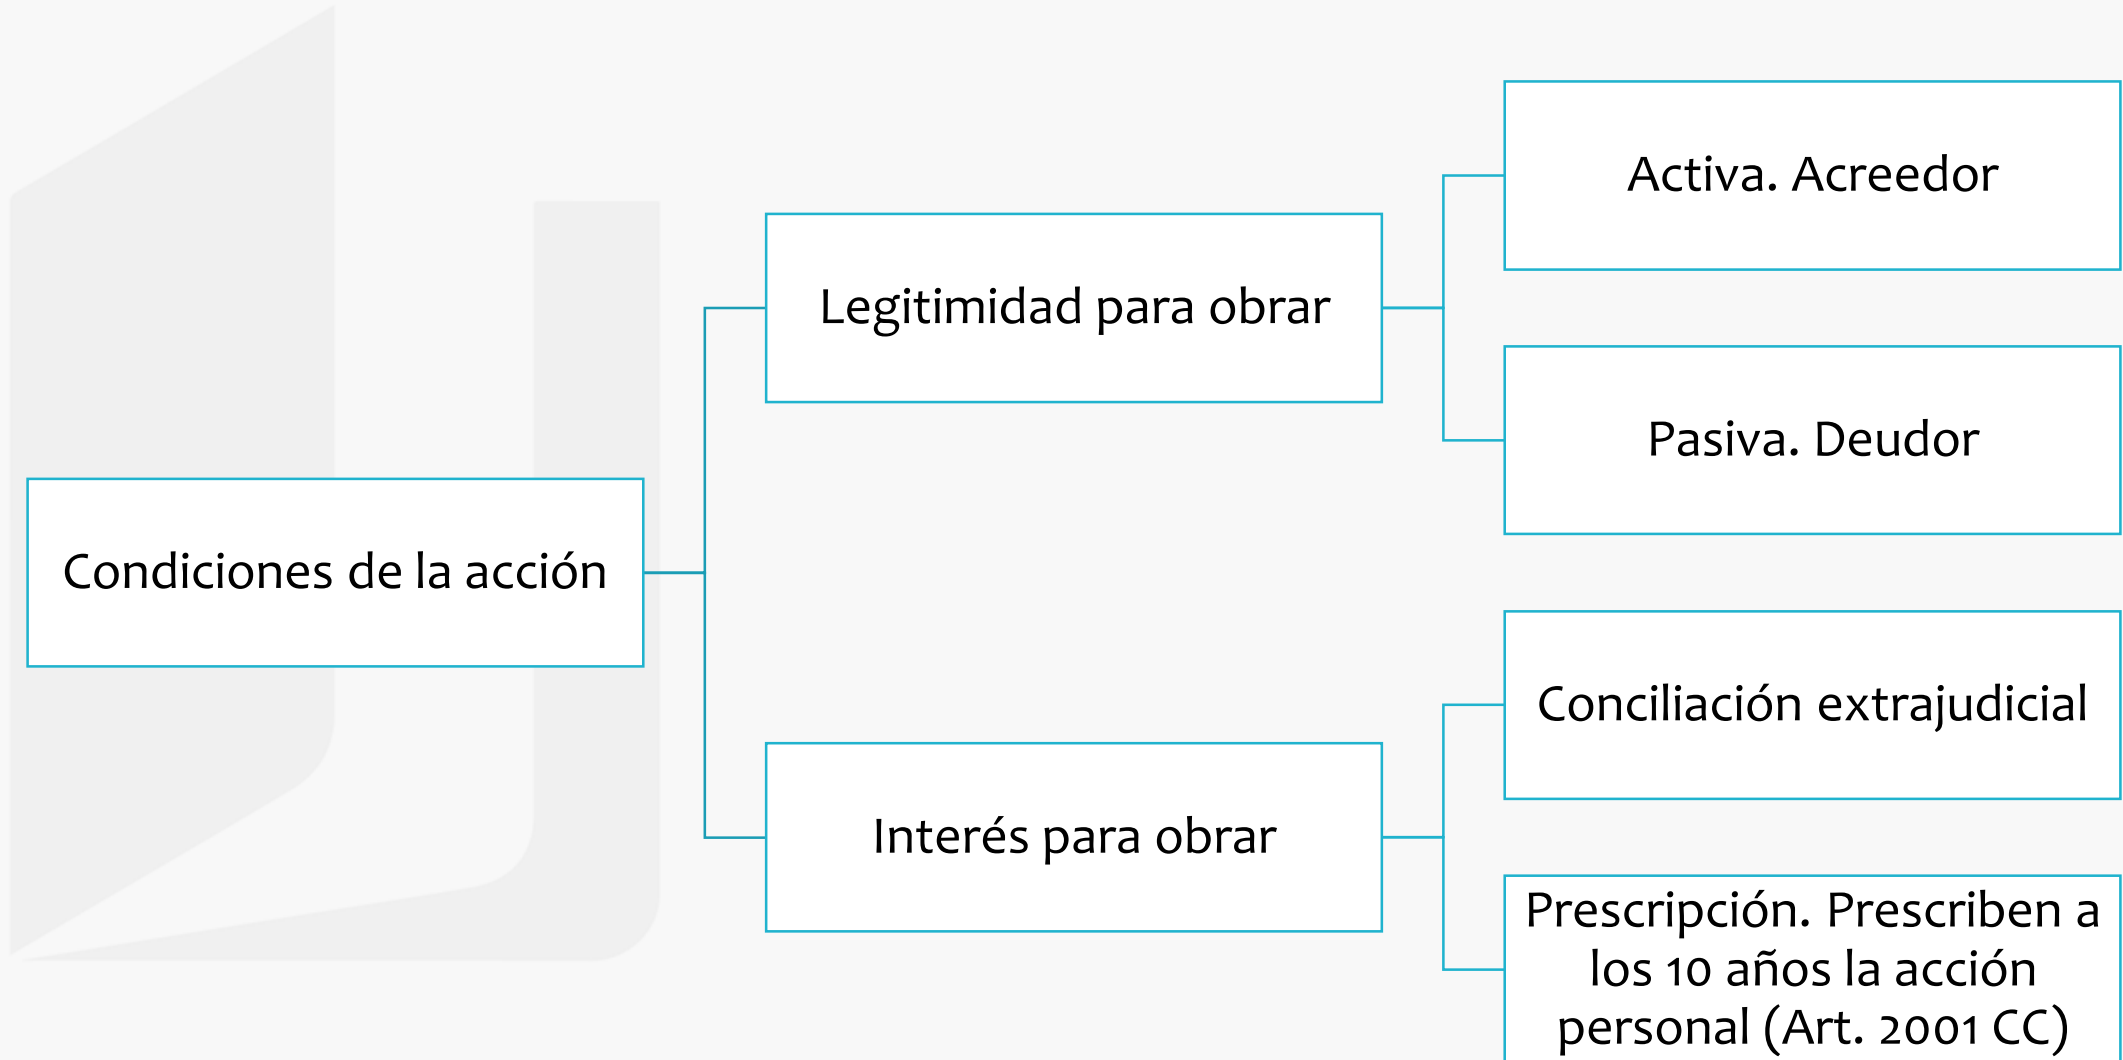 Condiciones de la acción
Legitimidad para obrar
Activa. Acreedor
Pasiva. Deudor
Interés para obrar
Conciliación extrajudicial
Prescripción. Prescriben a
los 10 años la acción
personal (Art. 2001 CC)